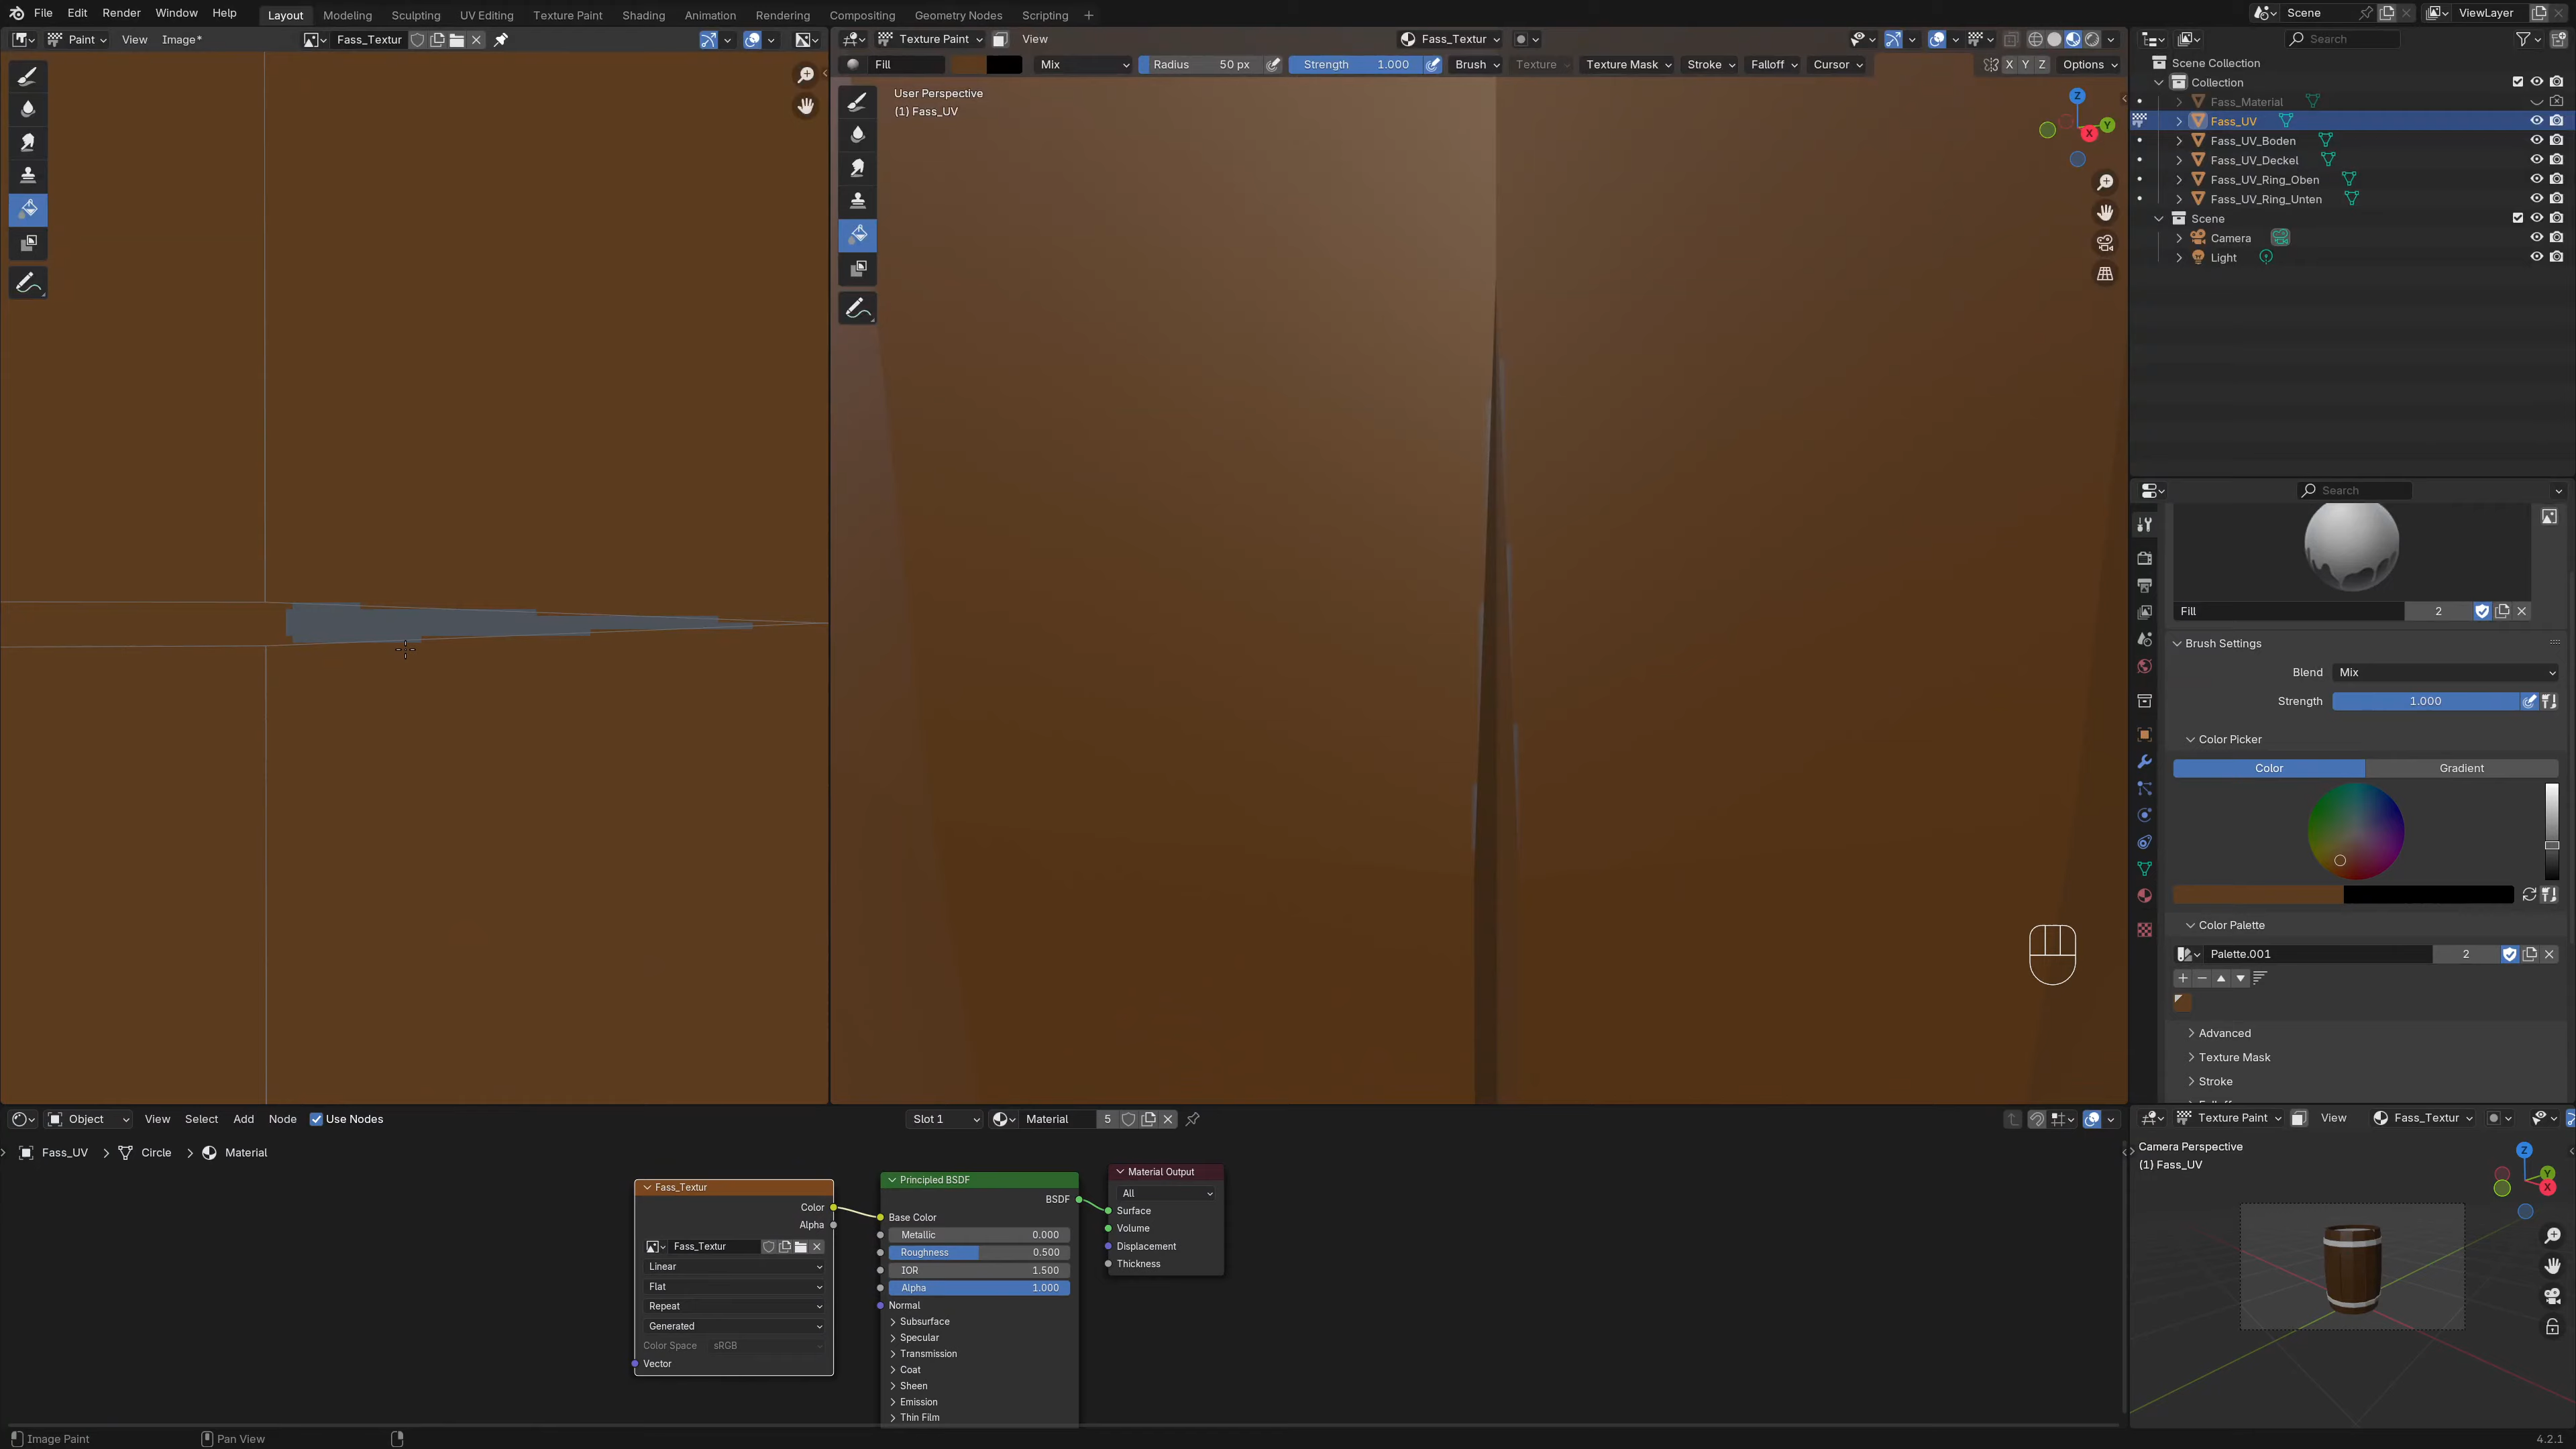 File Edit Render Window Help Layout Modeling Sculpting UV Editing Texture Paint Shading Animation Rendering Compositing Geometry Nodes Scripting + Scene ViewLayer
Paint View Image* Fass_Textur
Texture Paint View Fass_Textur
Search
Fill Mix Radius 50 px Strength 1.000 Brush Texture Texture Mask Stroke Falloff Cursor X Y Z Options
User Perspective
(1) Fass_UV
Z
Y
X
Scene Collection
Collection
Fass_Material
Fass_UV
Fass_UV_Boden
Fass_UV_Deckel
Fass_UV_Ring_Oben
Fass_UV_Ring_Unten
Scene
Camera
Light
Search
Fill 2
Brush Settings
Blend Mix
Strength 1.000
Color Picker
Color Gradient
Color Palette
Palette.001 2
Advanced
Texture Mask
Stroke
Object View Select Add Node Use Nodes Slot 1 Material 5
Fass_UV > Circle > Material
Fass_Textur
Color
Alpha
Fass_Textur
Linear
Flat
Repeat
Generated
Color Space sRGB
Vector
Principled BSDF
BSDF
Base Color
Metallic 0.000
Roughness 0.500
IOR 1.500
Alpha 1.000
Normal
Subsurface
Specular
Transmission
Coat
Sheen
Emission
Thin Film
Material Output
All
Surface
Volume
Displacement
Thickness
Texture Paint View Fass_Textur
Camera Perspective
(1) Fass_UV
Z
Y
X
Image Paint Pan View 4.2.1